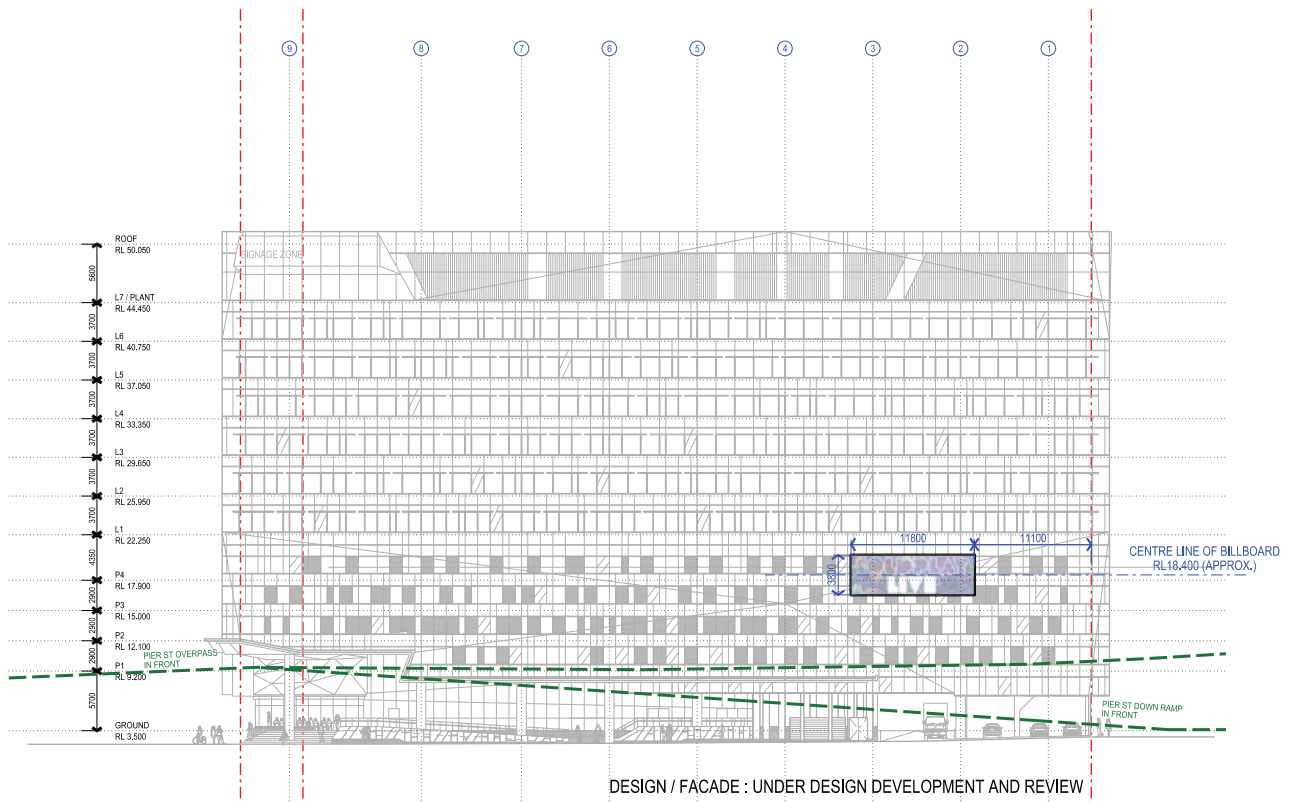 9 8 7 6 5 4 3 2 1
ROOF
RL 50.050
SIGNAGE ZONE
5600
L7 / PLANT
RL 44.450
3700
L6
RL 40.750
3700
L5
RL 37.050
3700
L4
RL 33.350
3700
L3
RL 29.650
3700
L2
RL 25.950
3700
L1
RL 22.250
11800 11100
4350
3800
CENTRE LINE OF BILLBOARD
RL18.400 (APPROX.)
P4
RL 17.900
2900
P3
RL 15.000
2900
P2
RL 12.100
2900
PIER ST OVERPASS
IN FRONT
P1
RL 9.200
5700
PIER ST DOWN RAMP
IN FRONT
GROUND
RL 3.500
DESIGN / FACADE : UNDER DESIGN DEVELOPMENT AND REVIEW